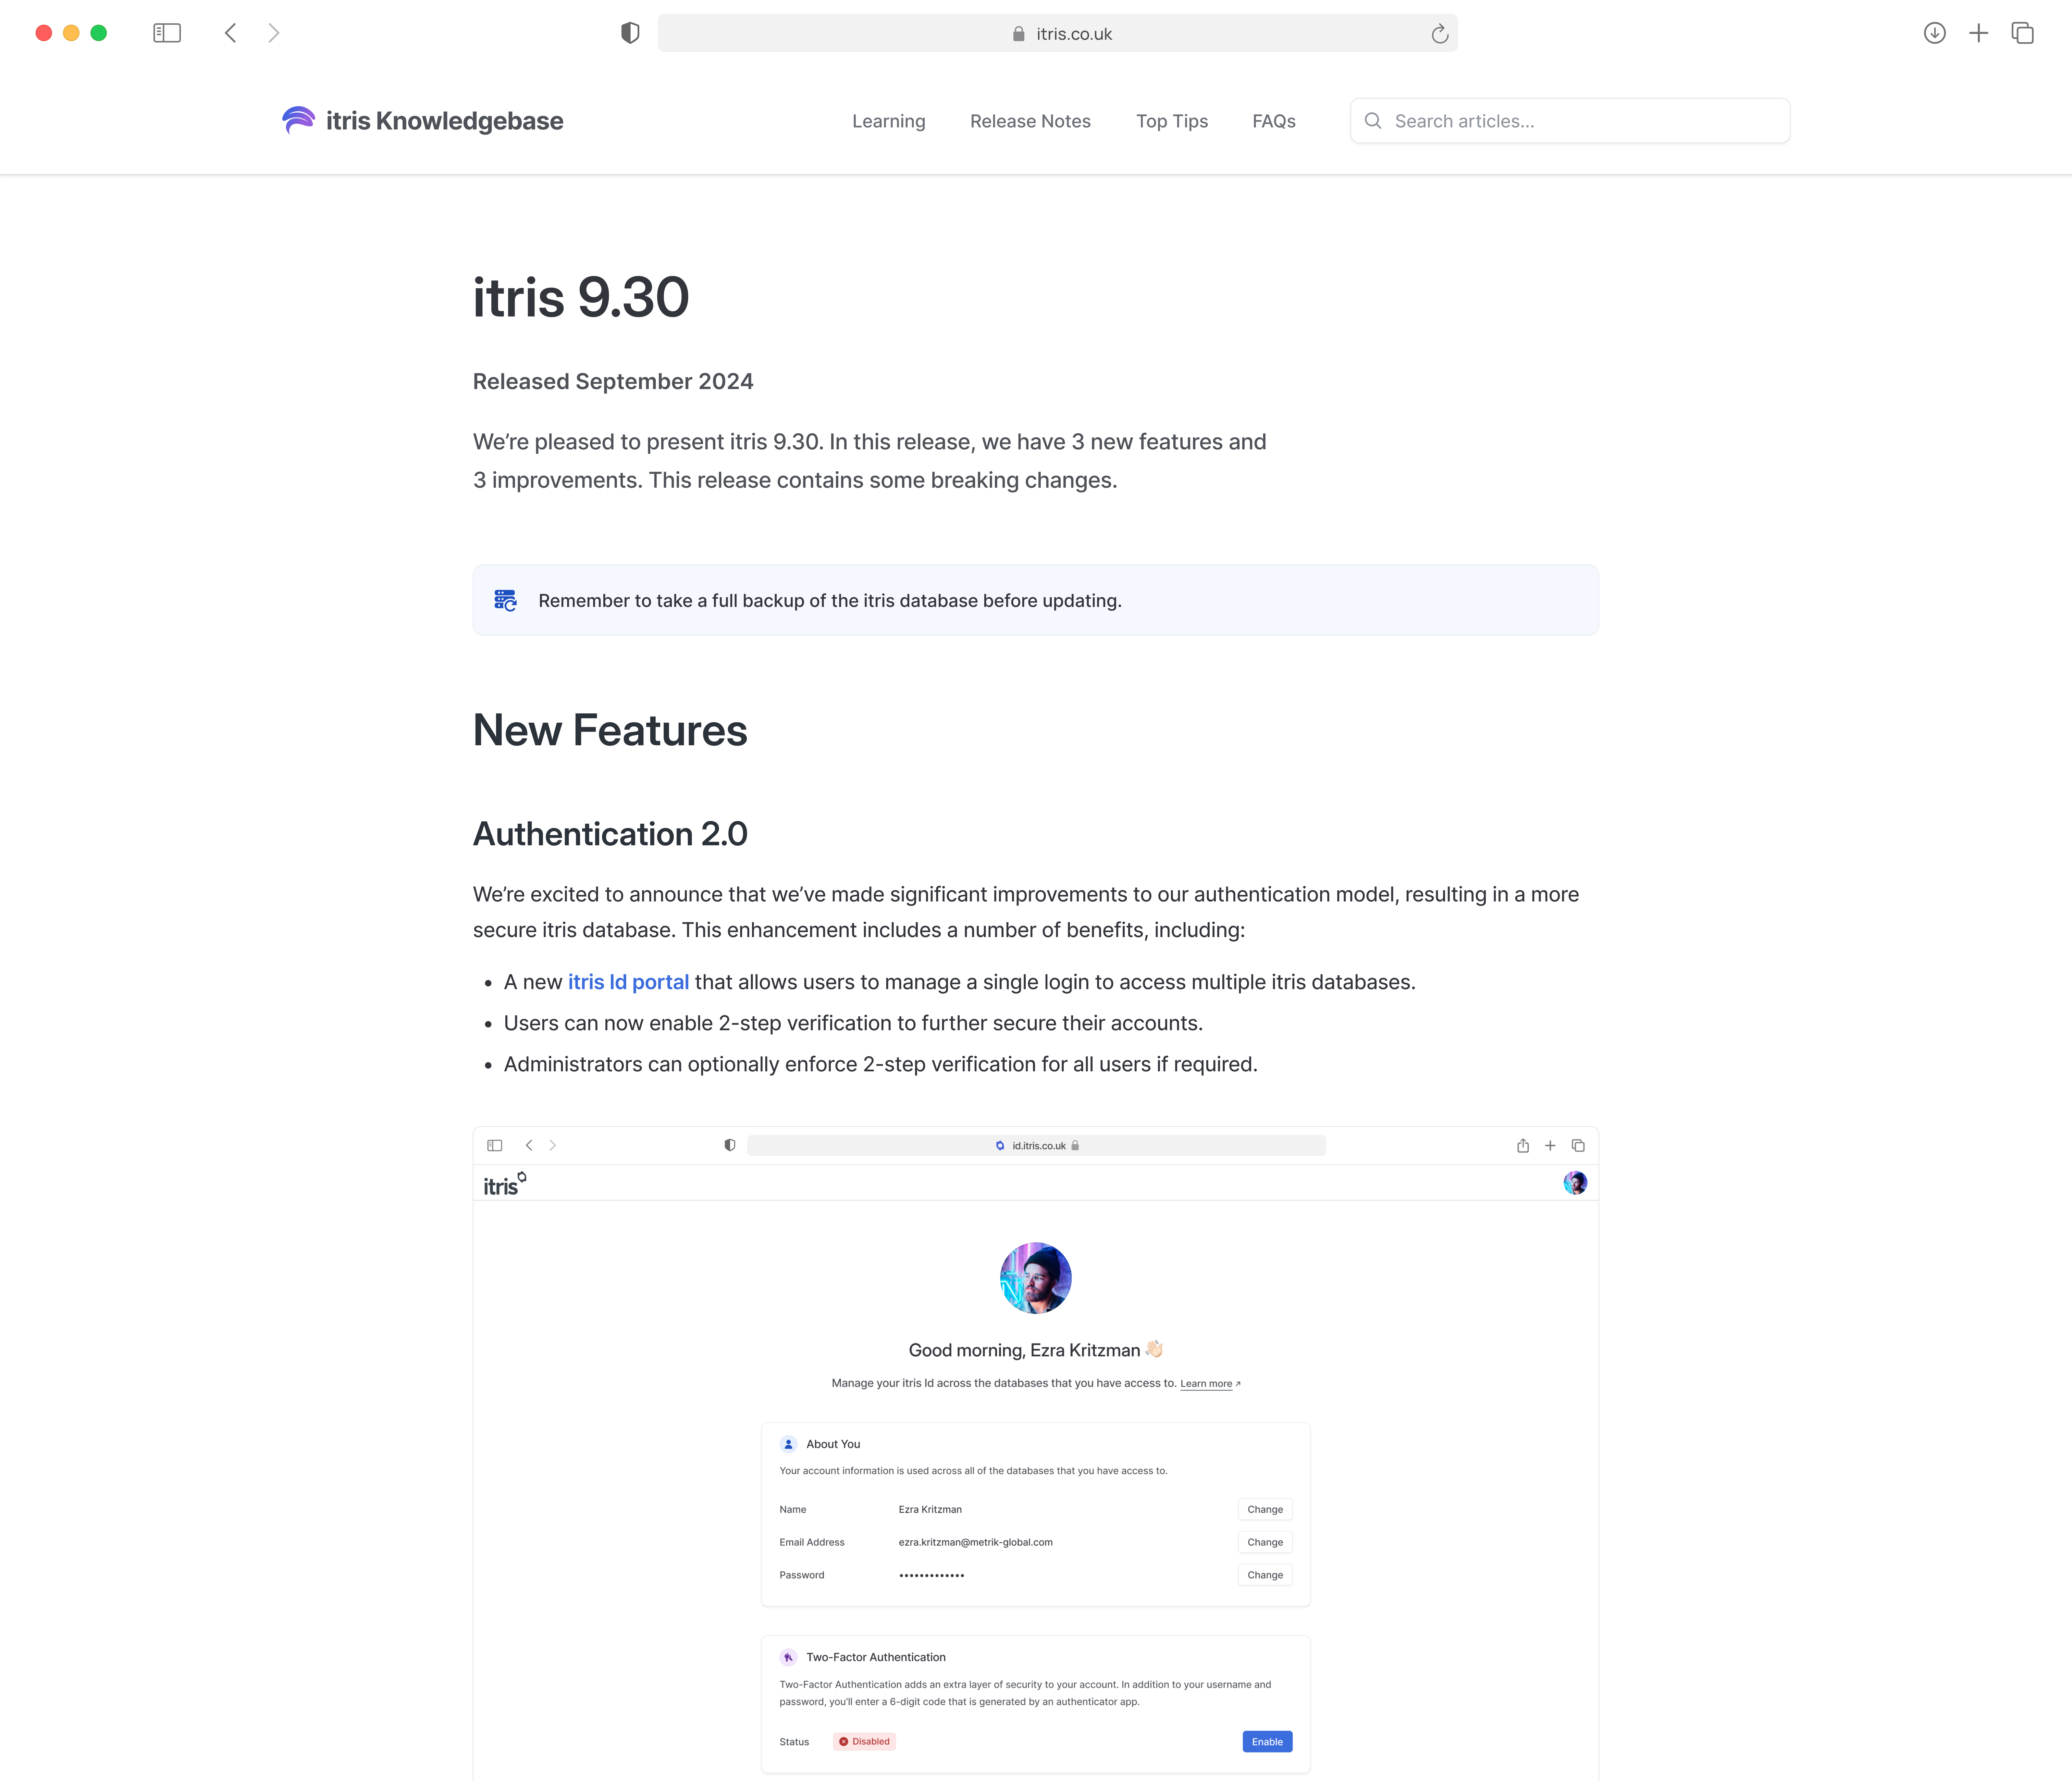 itris.co.uk
itris Knowledgebase
Learning
Release Notes
Top Tips
FAQs
Search articles...
itris 9.30
Released September 2024
We’re pleased to present itris 9.30. In this release, we have 3 new features and
3 improvements. This release contains some breaking changes.
Remember to take a full backup of the itris database before updating.
New Features
Authentication 2.0
We’re excited to announce that we’ve made significant improvements to our authentication model, resulting in a more
secure itris database. This enhancement includes a number of benefits, including:
• A new itris Id portal that allows users to manage a single login to access multiple itris databases.
• Users can now enable 2-step verification to further secure their accounts.
• Administrators can optionally enforce 2-step verification for all users if required.
id.itris.co.uk
itris
Good morning, Ezra Kritzman 👋🏻
Manage your itris Id across the databases that you have access to. Learn more ↗
About You
Your account information is used across all of the databases that you have access to.
Name Ezra Kritzman Change
Email Address ezra.kritzman@metrik-global.com Change
Password ••••••••••••• Change
Two-Factor Authentication
Two-Factor Authentication adds an extra layer of security to your account. In addition to your username and
password, you’ll enter a 6-digit code that is generated by an authenticator app.
Status Disabled Enable